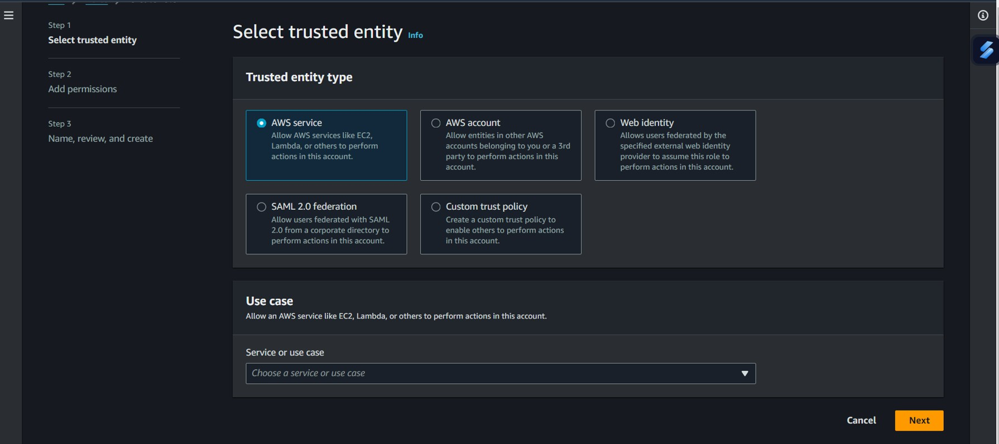 Step 1
Select trusted entity
Step 2
Add permissions
Step 3
Name, review, and create
Select trusted entity Info
Trusted entity type
AWS service
Allow AWS services like EC2,
Lambda, or others to perform
actions in this account.
AWS account
Allow entities in other AWS
accounts belonging to you or a 3rd
party to perform actions in this
account.
Web identity
Allows users federated by the
specified external web identity
provider to assume this role to
perform actions in this account.
SAML 2.0 federation
Allow users federated with SAML
2.0 from a corporate directory to
perform actions in this account.
Custom trust policy
Create a custom trust policy to
enable others to perform actions
in this account.
Use case
Allow an AWS service like EC2, Lambda, or others to perform actions in this account.
Service or use case
Choose a service or use case
Cancel
Next